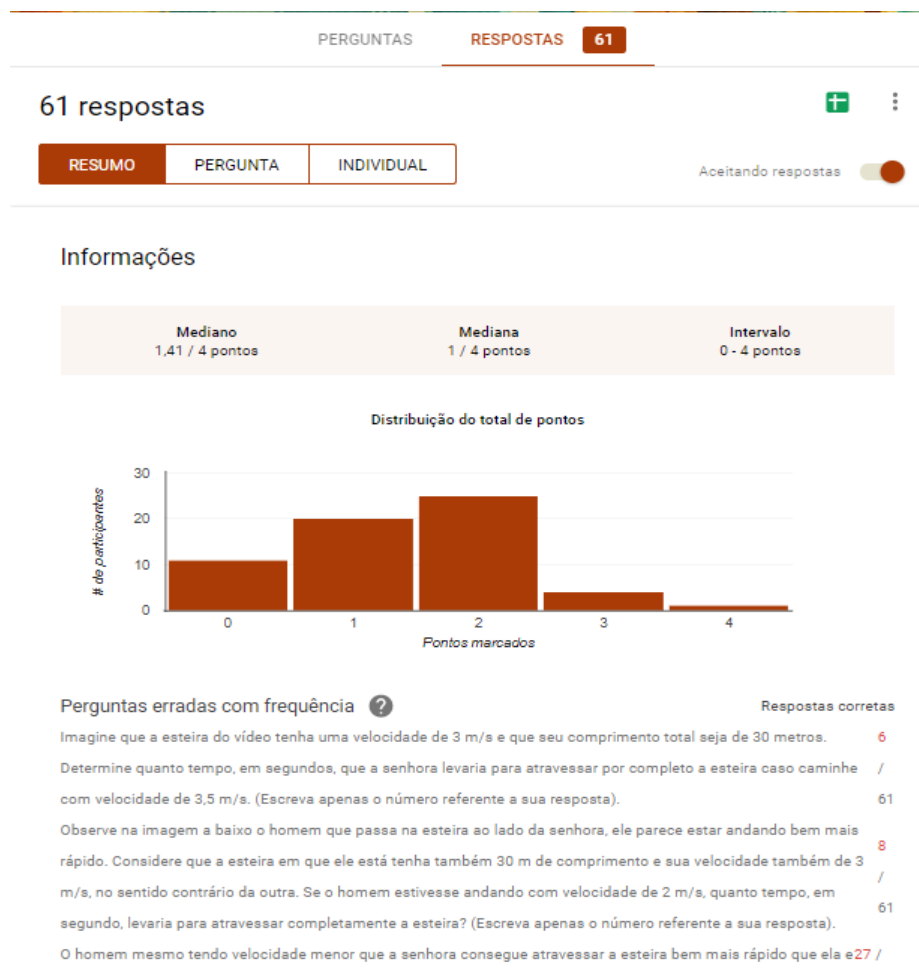 PERGUNTAS RESPOSTAS 61
61 respostas
RESUMO PERGUNTA INDIVIDUAL
Aceitando respostas
Informações
Mediano Mediana Intervalo
1,41 / 4 pontos 1 / 4 pontos 0 - 4 pontos
Distribuição do total de pontos
# de participantes
30
20
10
0
0 1 2 3 4
Pontos marcados
Perguntas erradas com frequência ? Respostas corretas
Imagine que a esteira do vídeo tenha uma velocidade de 3 m/s e que seu comprimento total seja de 30 metros. 6
Determine quanto tempo, em segundos, que a senhora levaria para atravessar por completo a esteira caso caminhe /
com velocidade de 3,5 m/s. (Escreva apenas o número referente a sua resposta). 61
Observe na imagem a baixo o homem que passa na esteira ao lado da senhora, ele parece estar andando bem mais 8
rápido. Considere que a esteira em que ele está tenha também 30 m de comprimento e sua velocidade também de 3 /
m/s, no sentido contrário da outra. Se o homem estivesse andando com velocidade de 2 m/s, quanto tempo, em 61
segundo, levaria para atravessar completamente a esteira? (Escreva apenas o número referente a sua resposta).
O homem mesmo tendo velocidade menor que a senhora consegue atravessar a esteira bem mais rápido que ela e27 /